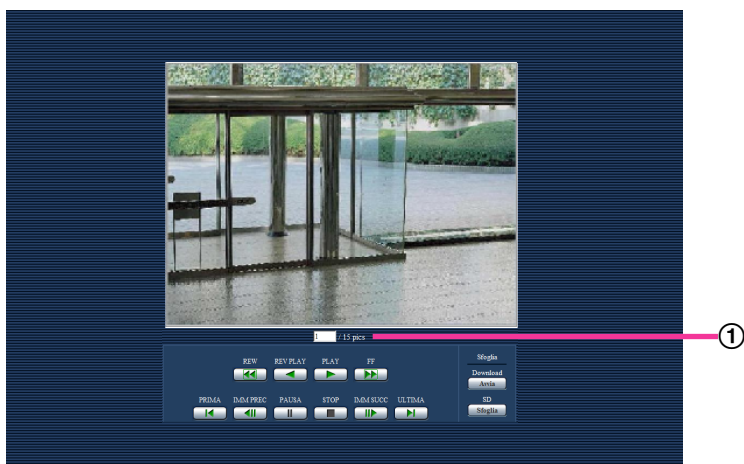 1 / 15 pics
①
REW REV PLAY PLAY FF
PRIMA IMM PREC PAUSA STOP IMM SUCC ULTIMA
Sfoglia
Download
Avvia
SD
Sfoglia